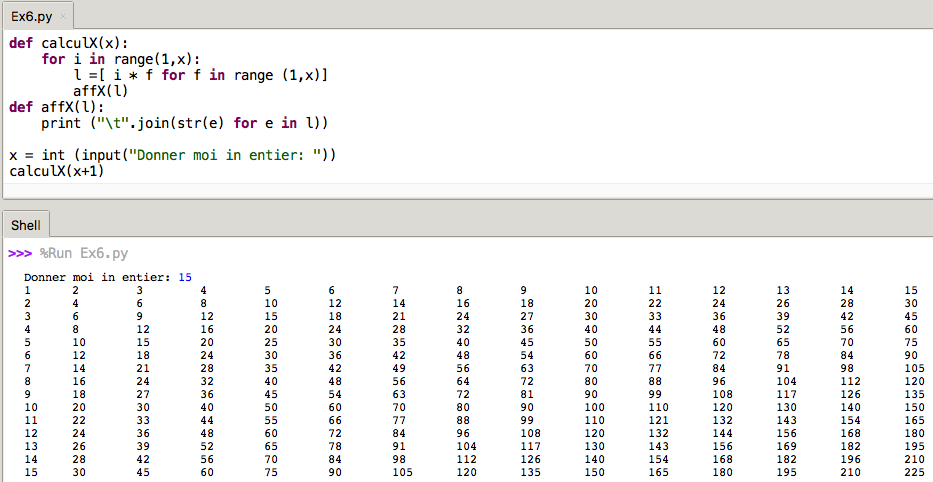 Ex6.py ×
def calculX(x):
    for i in range(1,x):
        l =[ i * f for f in range (1,x)]
        affX(l)
def affX(l):
    print ("\t".join(str(e) for e in l))

x = int (input("Donner moi in entier: "))
calculX(x+1)
Shell
>>> %Run Ex6.py
Donner moi in entier: 15
1 2 3 4 5 6 7 8 9 10 11 12 13 14 15
2 4 6 8 10 12 14 16 18 20 22 24 26 28 30
3 6 9 12 15 18 21 24 27 30 33 36 39 42 45
4 8 12 16 20 24 28 32 36 40 44 48 52 56 60
5 10 15 20 25 30 35 40 45 50 55 60 65 70 75
6 12 18 24 30 36 42 48 54 60 66 72 78 84 90
7 14 21 28 35 42 49 56 63 70 77 84 91 98 105
8 16 24 32 40 48 56 64 72 80 88 96 104 112 120
9 18 27 36 45 54 63 72 81 90 99 108 117 126 135
10 20 30 40 50 60 70 80 90 100 110 120 130 140 150
11 22 33 44 55 66 77 88 99 110 121 132 143 154 165
12 24 36 48 60 72 84 96 108 120 132 144 156 168 180
13 26 39 52 65 78 91 104 117 130 143 156 169 182 195
14 28 42 56 70 84 98 112 126 140 154 168 182 196 210
15 30 45 60 75 90 105 120 135 150 165 180 195 210 225